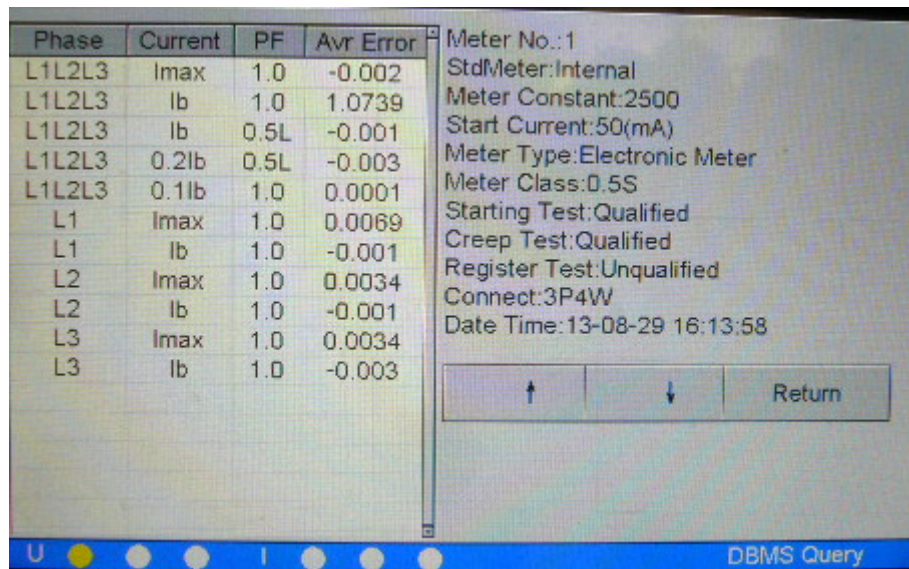 Phase Current PF Avr Error
L1L2L3 Imax 1.0 -0.002
L1L2L3 Ib 1.0 1.0739
L1L2L3 Ib 0.5L -0.001
L1L2L3 0.2Ib 0.5L -0.003
L1L2L3 0.1Ib 1.0 0.0001
L1 Imax 1.0 0.0069
L1 Ib 1.0 -0.001
L2 Imax 1.0 0.0034
L2 Ib 1.0 -0.001
L3 Imax 1.0 0.0034
L3 Ib 1.0 -0.003
Meter No.:1
StdMeter:Internal
Meter Constant:2500
Start Current:50(mA)
Meter Type:Electronic Meter
Meter Class:0.5S
Starting Test:Qualified
Creep Test:Qualified
Register Test:Unqualified
Connect:3P4W
Date Time:13-08-29 16:13:58
↑ ↓ Return
U I DBMS Query